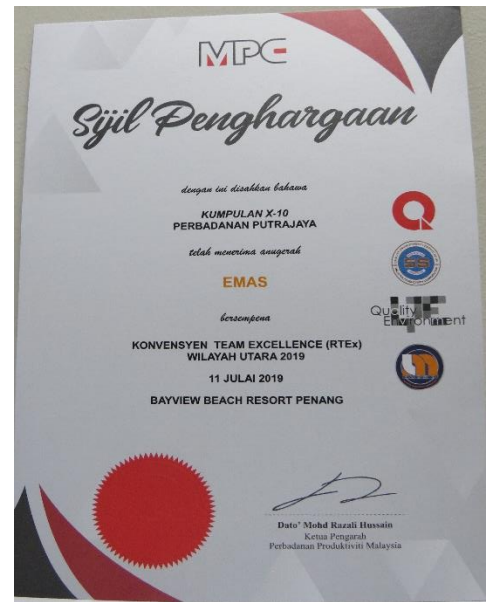 MPC
Sijil Penghargaan
dengan ini disahkan bahawa
KUMPULAN X-10
PERBADANAN PUTRAJAYA
telah menerima anugerah
EMAS
bersempena
Quality
Environment
KONVENSYEN TEAM EXCELLENCE (RTEx)
WILAYAH UTARA 2019
11 JULAI 2019
BAYVIEW BEACH RESORT PENANG
Dato' Mohd Razali Hussain
Ketua Pengarah
Perbadanan Produktiviti Malaysia